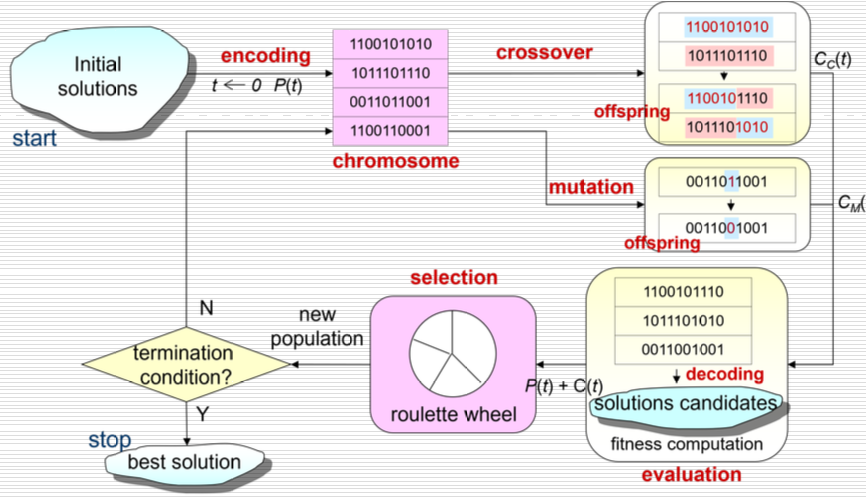 Initial
solutions
start
encoding
t ← 0 P(t)
1100101010
1011101110
0011011001
1100110001
chromosome
crossover
1100101010
1011101110
1100101110
offspring
1011101010
C_C(t)
mutation
0011011001
0011001001
offspring
C_M(
1100101110
1011101010
0011001001
decoding
solutions candidates
fitness computation
evaluation
P(t) + C(t)
selection
roulette wheel
new
population
termination
condition?
N
Y
stop
best solution